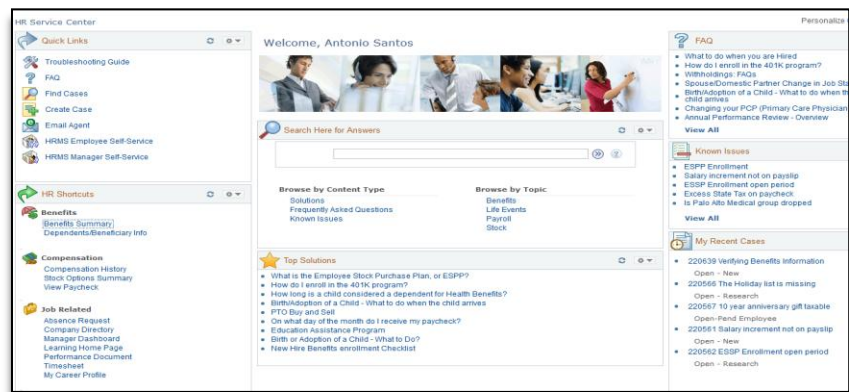 HR Service Center
Personalize
Quick Links
Troubleshooting Guide
FAQ
Find Cases
Create Case
Email Agent
HRMS Employee Self-Service
HRMS Manager Self-Service
HR Shortcuts
Benefits
Benefits Summary
Dependents/Beneficiary Info
Compensation
Compensation History
Stock Options Summary
View Paycheck
Job Related
Absence Request
Company Directory
Manager Dashboard
Learning Home Page
Performance Document
Timesheet
My Career Profile
Welcome, Antonio Santos
Search Here for Answers
Browse by Content Type
Solutions
Frequently Asked Questions
Known Issues
Browse by Topic
Benefits
Life Events
Payroll
Stock
Top Solutions
What is the Employee Stock Purchase Plan, or ESPP?
How do I enroll in the 401K program?
How long is a child considered a dependent for Health Benefits?
Birth/Adoption of a Child - What to do when the child arrives
PTO Buy and Sell
On what day of the month do I receive my paycheck?
Education Assistance Program
Birth or Adoption of a Child - What to Do?
New Hire Benefits enrollment Checklist
FAQ
What to do when you are Hired
How do I enroll in the 401K program?
Withholdings: FAQs
Spouse/Domestic Partner Change in Job Sta
Birth/Adoption of a Child - What to do when th
child arrives
Changing your PCP (Primary Care Physician
Annual Performance Review - Overview
View All
Known Issues
ESPP Enrollment
Salary increment not on payslip
ESSP Enrollment open period
Excess State Tax on paycheck
Is Palo Alto Medical group dropped
View All
My Recent Cases
220639 Verifying Benefits information
Open - New
220566 The Holiday list is missing
Open - Research
220567 10 year anniversary gift taxable
Open-Pend Employee
220561 Salary increment not on payslip
Open - New
220562 ESSP Enrollment open period
Open - Research